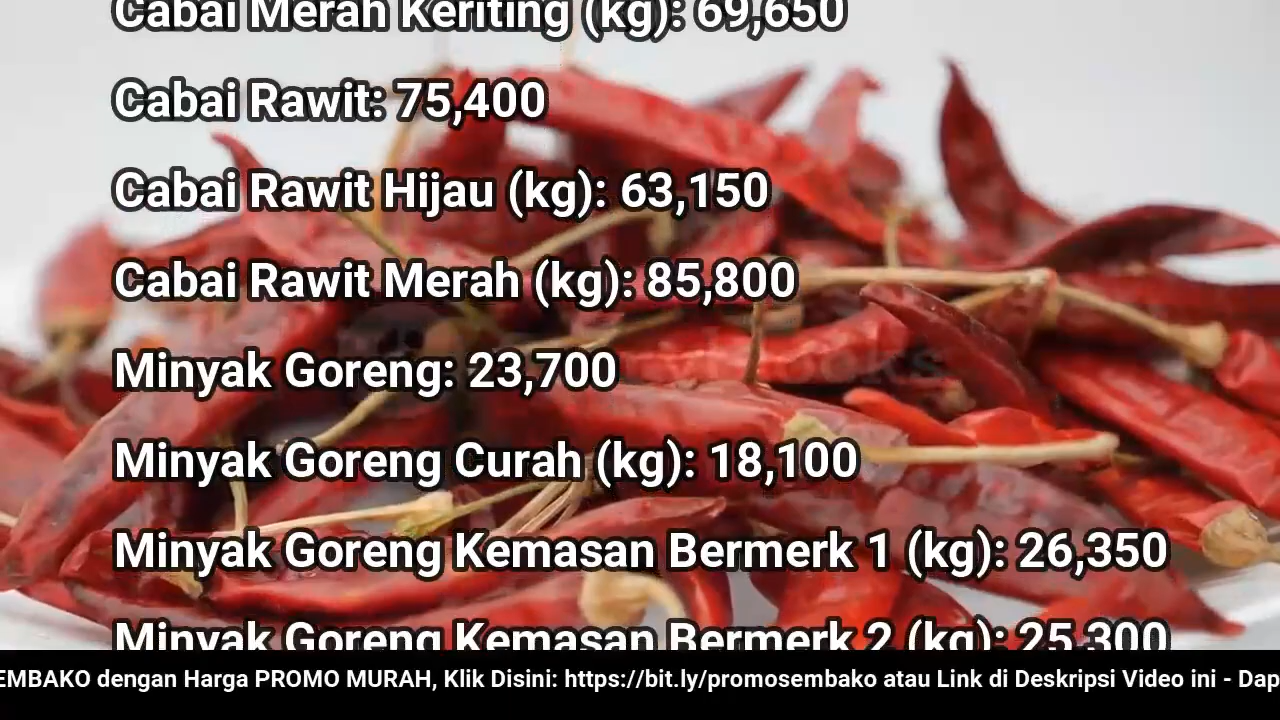 Cabai Merah Keriting (kg): 69,650
Cabai Rawit: 75,400
Cabai Rawit Hijau (kg): 63,150
Cabai Rawit Merah (kg): 85,800
Minyak Goreng: 23,700
Minyak Goreng Curah (kg): 18,100
Minyak Goreng Kemasan Bermerk 1 (kg): 26,350
Minyak Goreng Kemasan Bermerk 2 (kg): 25,300
EMBAKO dengan Harga PROMO MURAH, Klik Disini: https://bit.ly/promosembako atau Link di Deskripsi Video ini - Dap